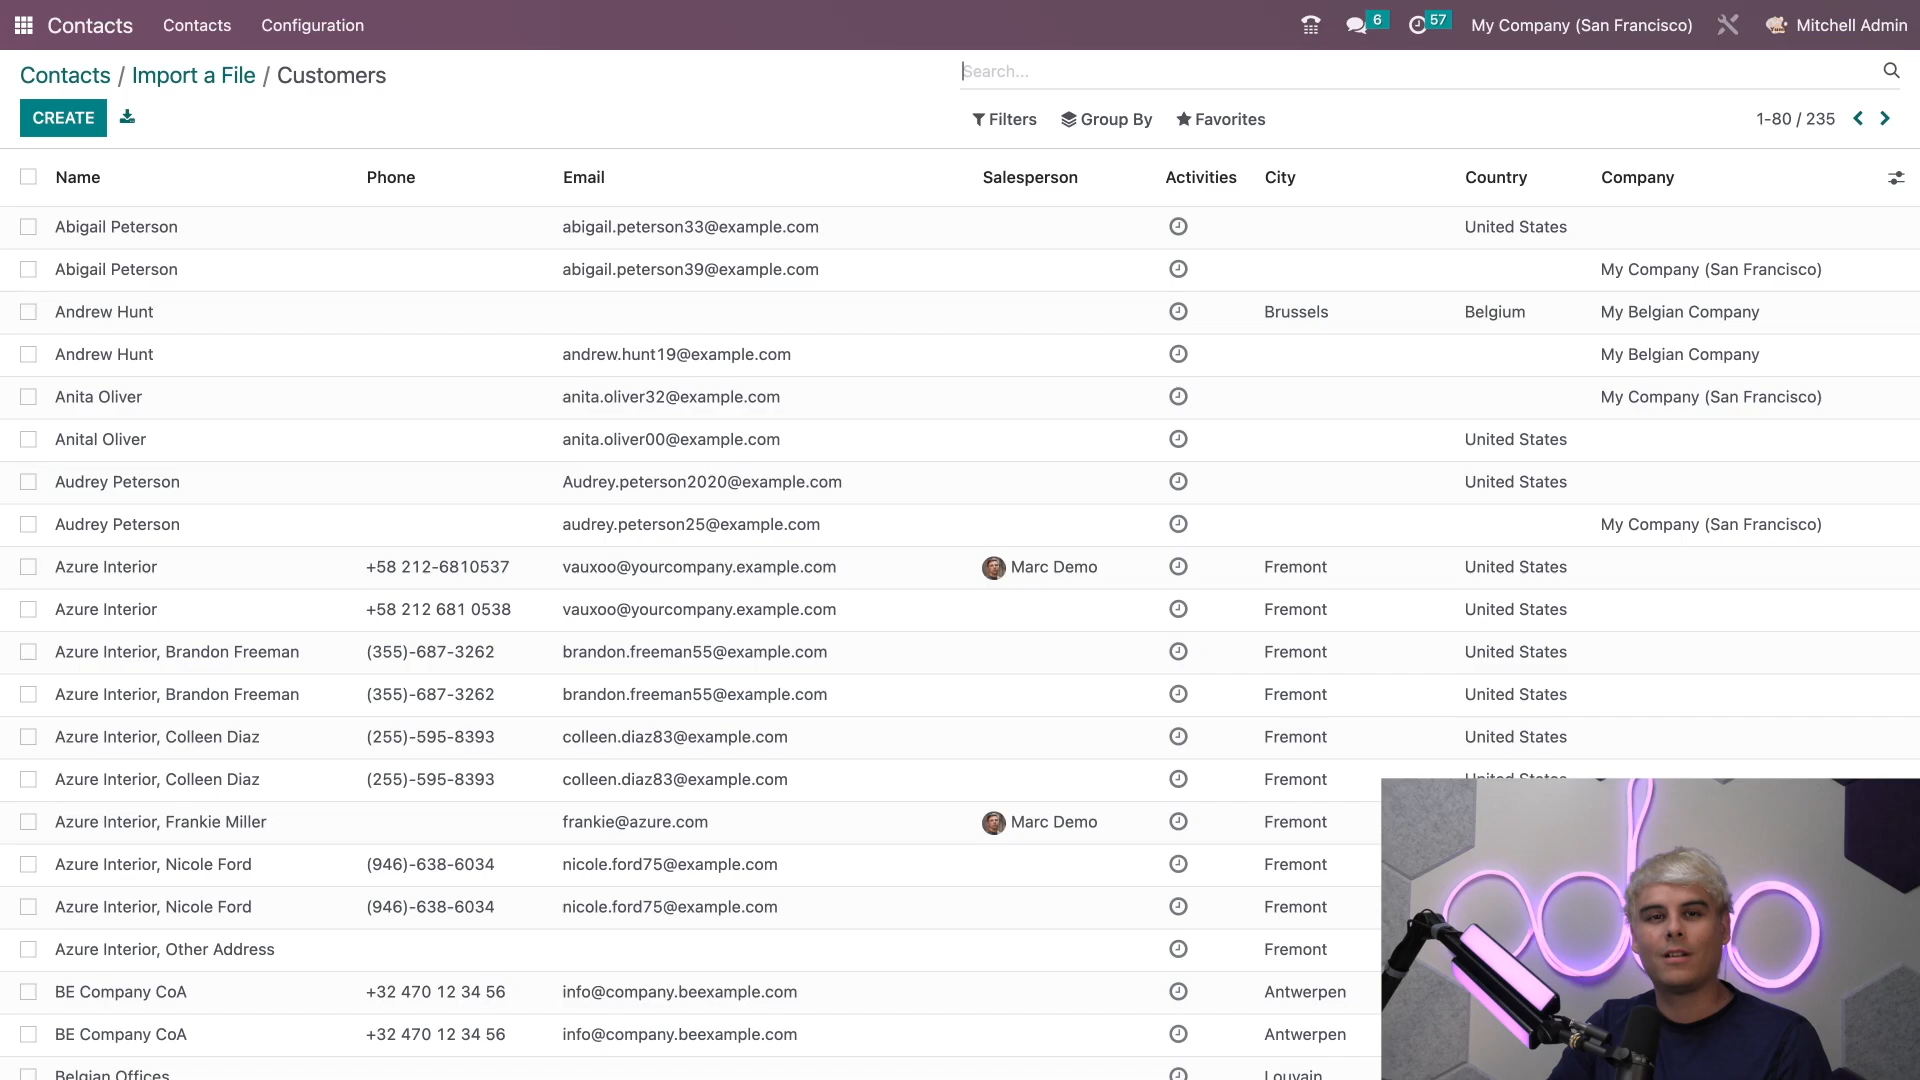 Contacts Contacts Configuration 6 57 My Company (San Francisco) Mitchell Admin
Contacts / Import a File / Customers Search...
CREATE Filters Group By Favorites 1-80 / 235
Name Phone Email Salesperson Activities City Country Company
Abigail Peterson abigail.peterson33@example.com United States
Abigail Peterson abigail.peterson39@example.com My Company (San Francisco)
Andrew Hunt Brussels Belgium My Belgian Company
Andrew Hunt andrew.hunt19@example.com My Belgian Company
Anita Oliver anita.oliver32@example.com My Company (San Francisco)
Anital Oliver anita.oliver00@example.com United States
Audrey Peterson Audrey.peterson2020@example.com United States
Audrey Peterson audrey.peterson25@example.com My Company (San Francisco)
Azure Interior +58 212-6810537 vauxoo@yourcompany.example.com Marc Demo Fremont United States
Azure Interior +58 212 681 0538 vauxoo@yourcompany.example.com Fremont United States
Azure Interior, Brandon Freeman (355)-687-3262 brandon.freeman55@example.com Fremont United States
Azure Interior, Brandon Freeman (355)-687-3262 brandon.freeman55@example.com Fremont United States
Azure Interior, Colleen Diaz (255)-595-8393 colleen.diaz83@example.com Fremont United States
Azure Interior, Colleen Diaz (255)-595-8393 colleen.diaz83@example.com Fremont United States
Azure Interior, Frankie Miller frankie@azure.com Marc Demo Fremont
Azure Interior, Nicole Ford (946)-638-6034 nicole.ford75@example.com Fremont
Azure Interior, Nicole Ford (946)-638-6034 nicole.ford75@example.com Fremont
Azure Interior, Other Address Fremont
BE Company CoA +32 470 12 34 56 info@company.beexample.com Antwerpen
BE Company CoA +32 470 12 34 56 info@company.beexample.com Antwerpen
Belgian Offices Louvain
odoo